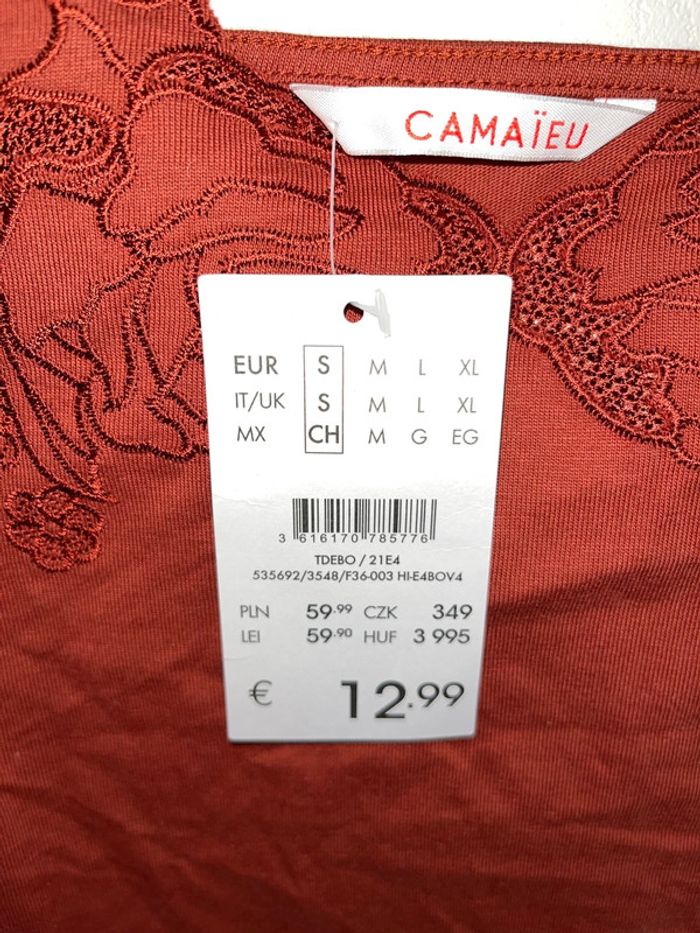 CAMAÏEU
EUR S M L XL
IT/UK S M L XL
MX CH M G EG
3 616170 785776
TDEBO / 21E4
535692/3548/F36-003 HI-E4BOV4
PLN 59.99 CZK 349
LEI 59.90 HUF 3 995
€ 12.99